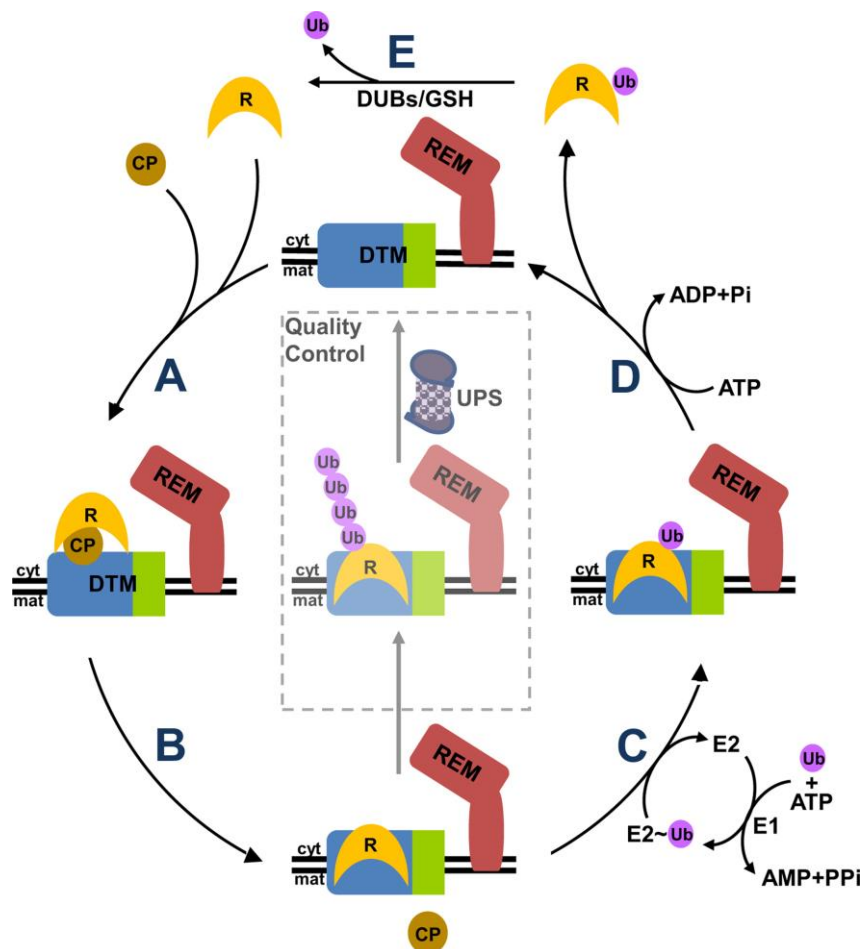 Ub
E
DUBs/GSH
R
R
Ub
CP
REM
cyt
mat
DTM
Quality
Control
UPS
A
D
ADP+Pi
ATP
R
CP
REM
cyt
mat
DTM
Ub
Ub
Ub
Ub
R
REM
cyt
mat
Ub
R
REM
cyt
mat
B
C
E2
Ub
+
ATP
E2~Ub
E1
AMP+PPi
R
REM
cyt
mat
CP